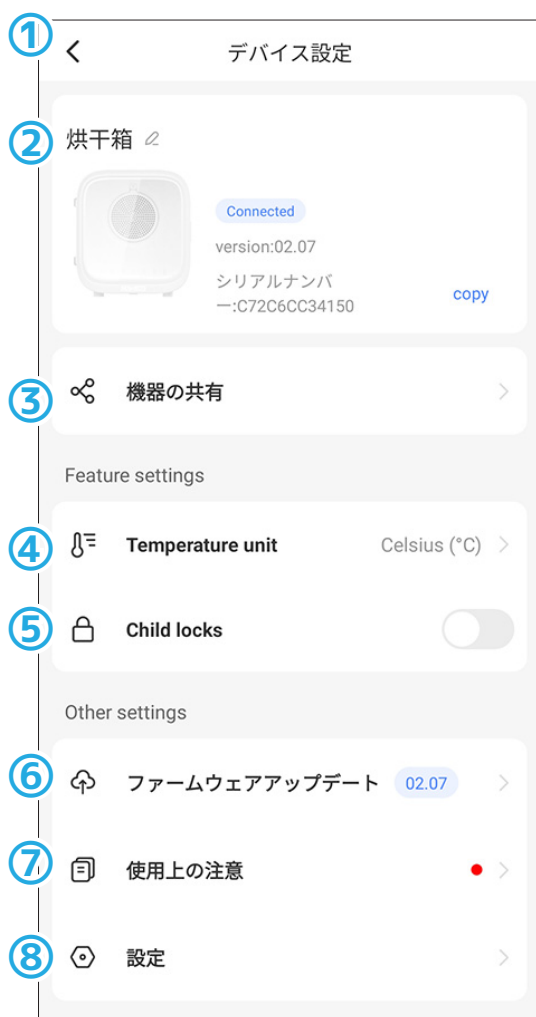 ① デバイス設定
② 烘干箱
Connected
version:02.07
シリアルナンバ
ー:C72C6CC34150
copy
③ 機器の共有
Feature settings
④ Temperature unit Celsius (°C)
⑤ Child locks
Other settings
⑥ ファームウェアアップデート 02.07
⑦ 使用上の注意
⑧ 設定